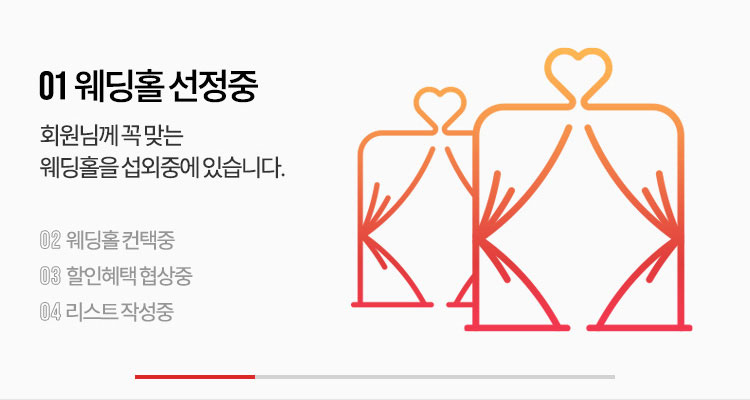 01 웨딩홀 선정중
회원님께 꼭 맞는
웨딩홀을 섭외중에 있습니다.
02 웨딩홀 컨택중
03 할인혜택 협상중
04 리스트 작성중